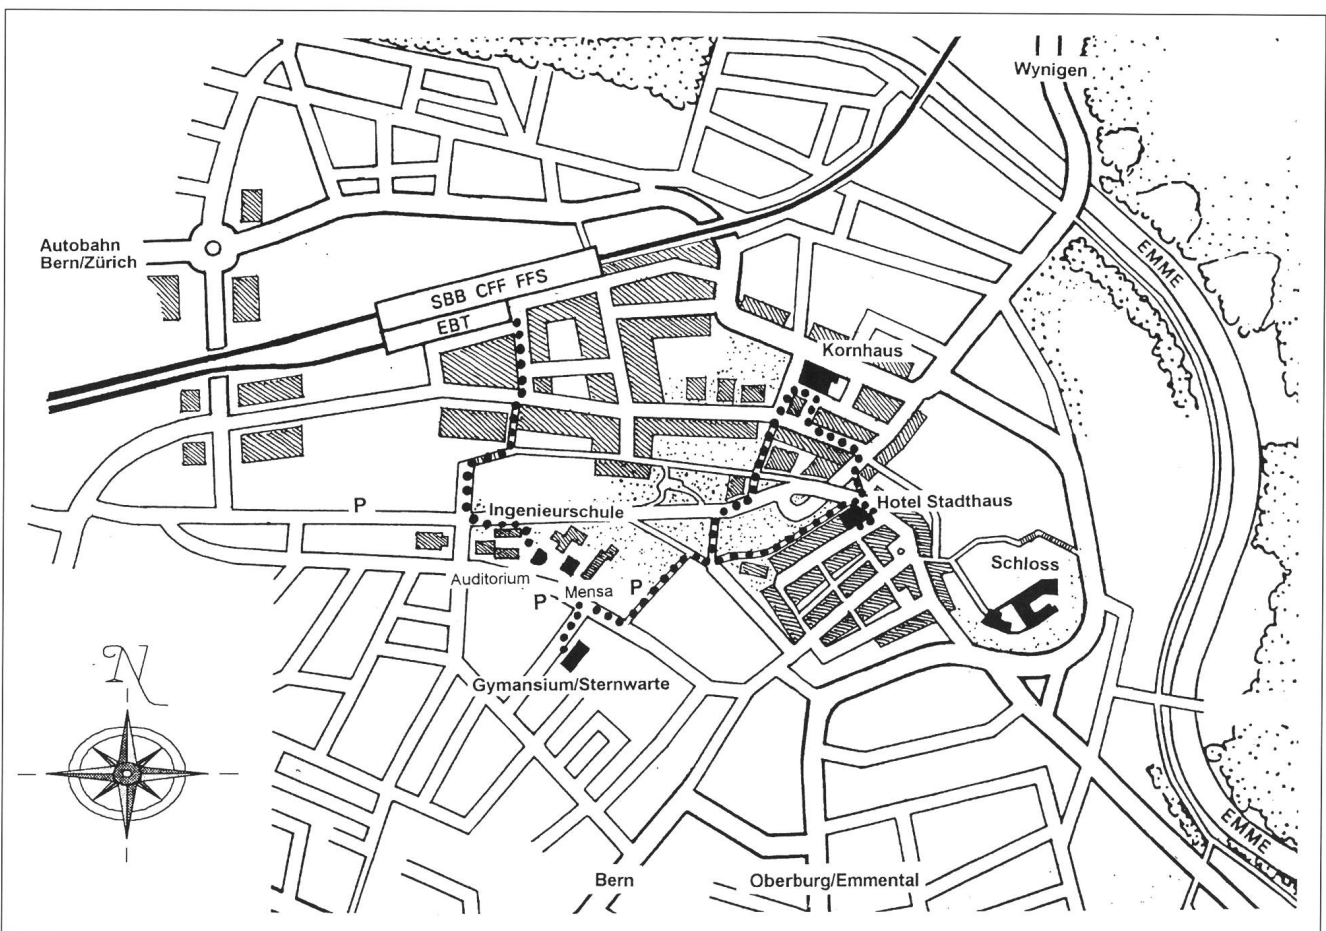 Wynigen
EMME
Autobahn
Bern/Zürich
SBB CFF FFS
EBT
Kornhaus
P
Hotel Stadthaus
Ingenieurschule
Schloss
Auditorium
Mensa
P
P
Gymansium/Sternwarte
N
EMME
Bern
Oberburg/Emmental